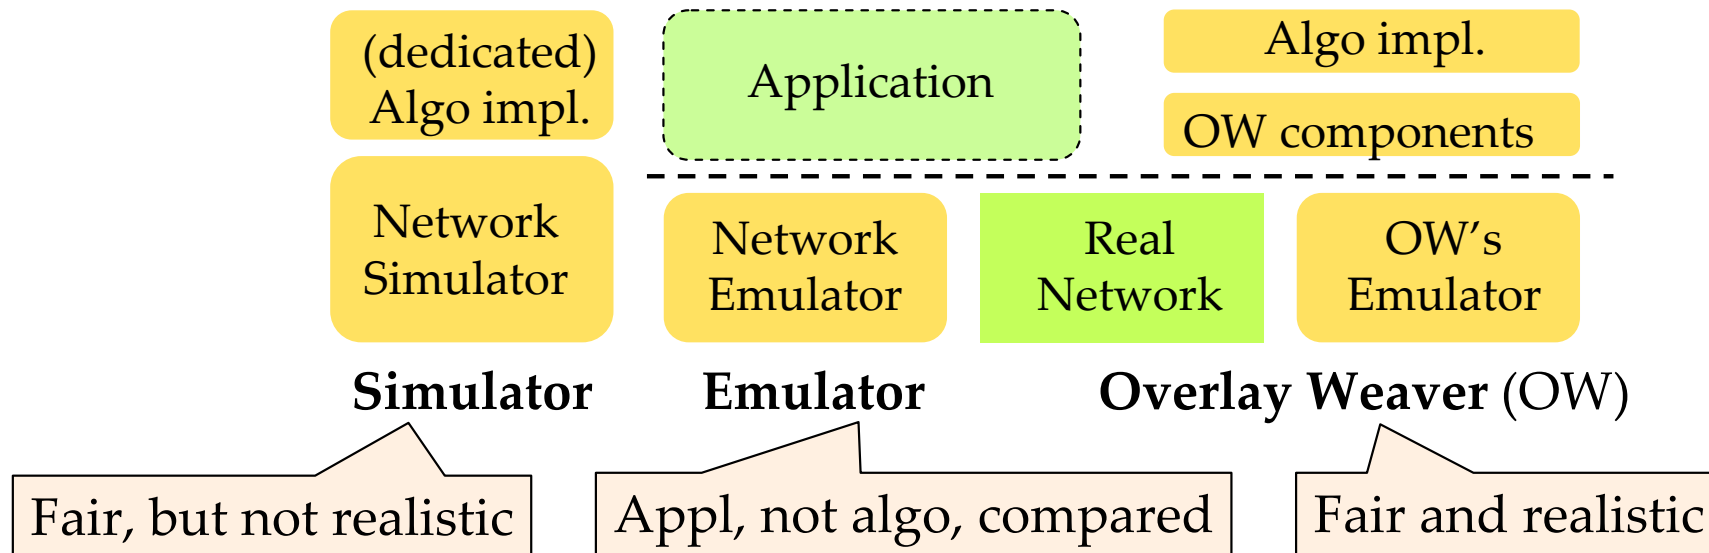 (dedicated)
Algo impl.
Application
Algo impl.
OW components
Network
Simulator
Network
Emulator
Real
Network
OW’s
Emulator
Simulator
Emulator
Overlay Weaver (OW)
Fair, but not realistic
Appl, not algo, compared
Fair and realistic